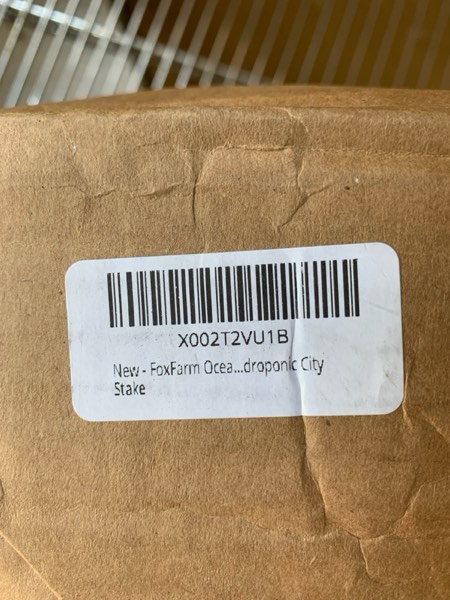 X002T2VU1B
New - FoxFarm Ocea...droponic City
Stake